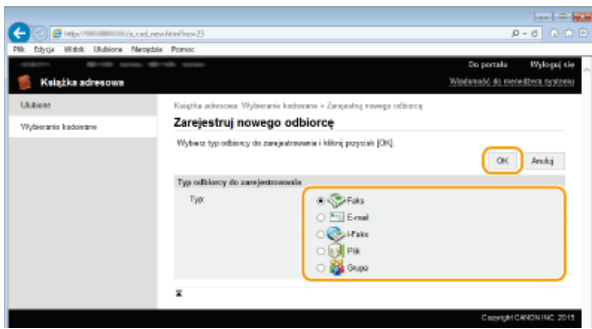 Plik Edycja Widok Ulubione Narzędzia Pomoc
Do portalu Wyloguj się
Książka adresowa
Wiadomość do menedżera systemu
Ulubione
Wybieranie kodowane
Książka adresowa: Wybieranie kodowane > Zarejestruj nowego odbiorcę
Zarejestruj nowego odbiorcę
Wybierz typ odbiorcy do zarejestrowania i kliknij przycisk [OK].
OK Anuluj
Typ odbiorcy do zarejestrowania
Typ:
Faks
E-mail
I-Faks
Plik
Grupa
Copyright CANON INC. 2015